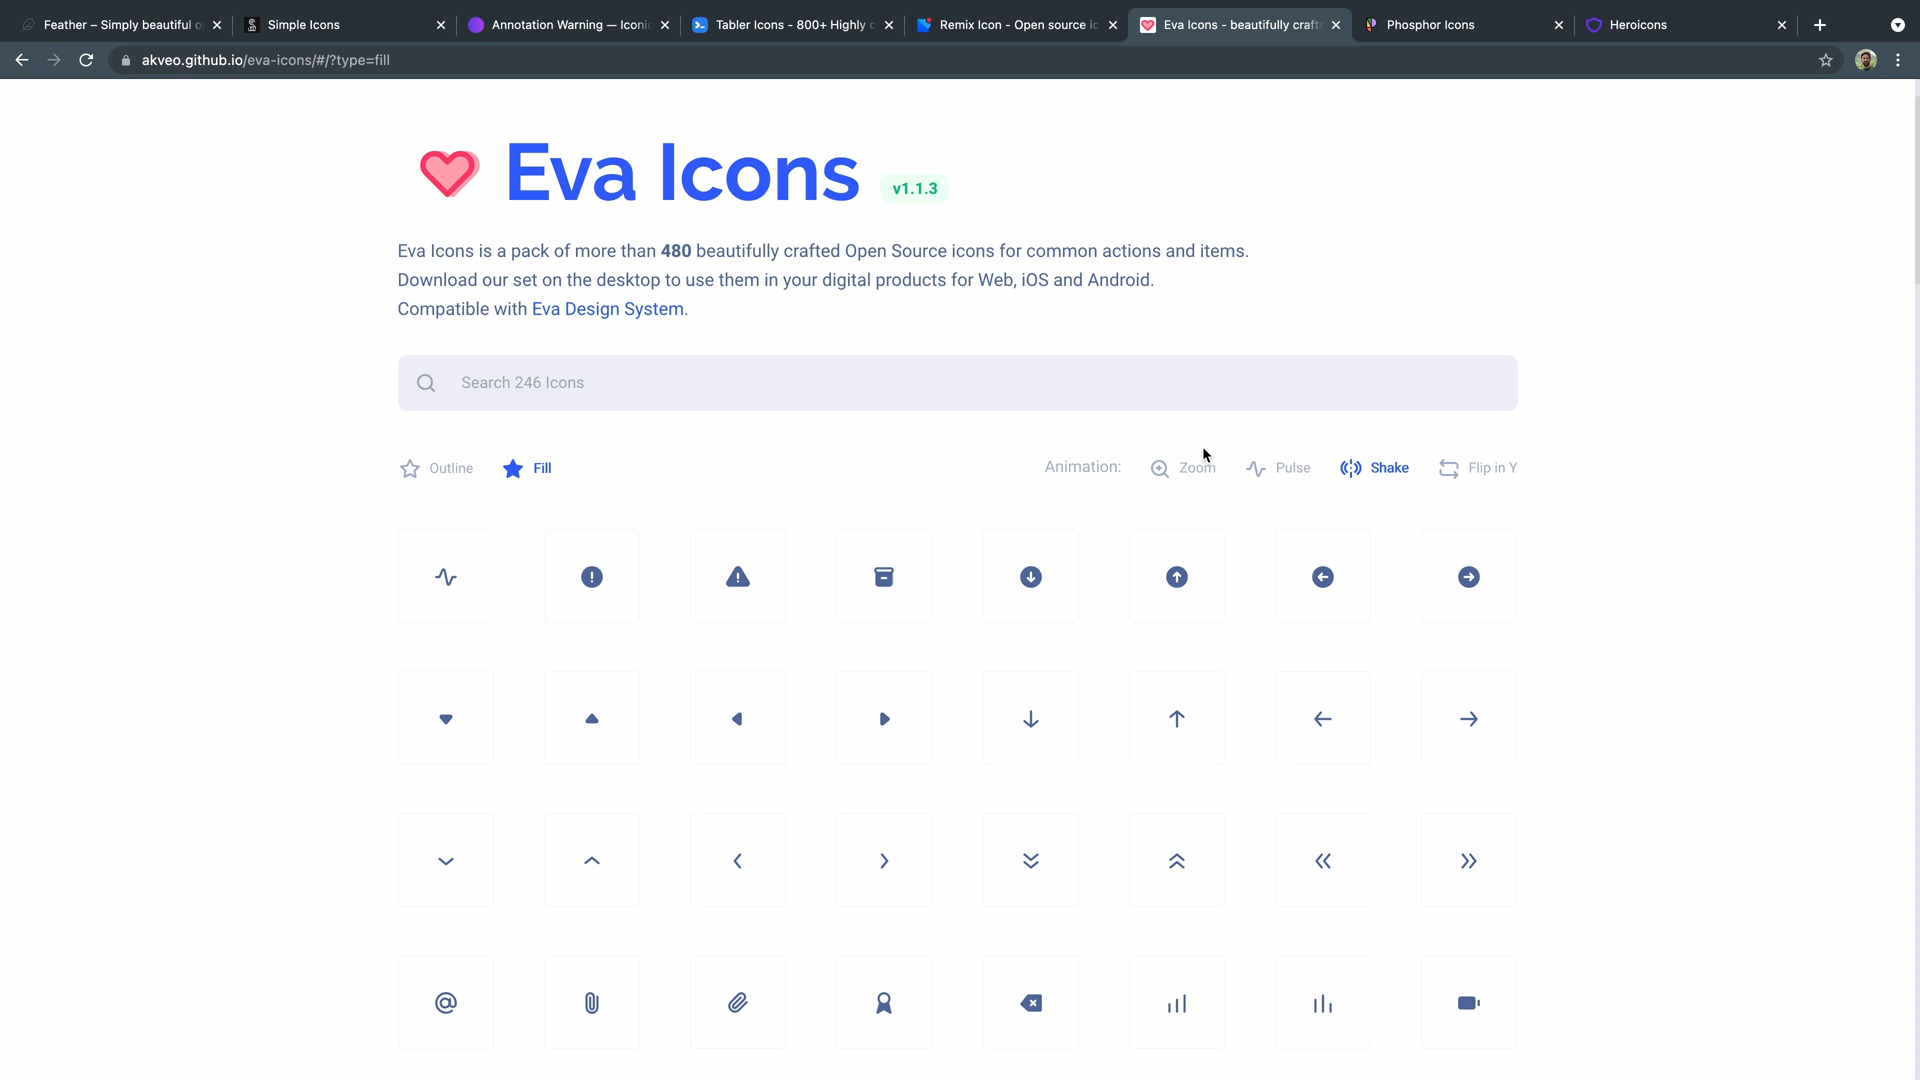 Feather – Simply beautiful o
Simple Icons
Annotation Warning — Iconic
Tabler Icons - 800+ Highly c
Remix Icon - Open source ic
Eva Icons - beautifully craft
Phosphor Icons
Heroicons
akveo.github.io/eva-icons/#/?type=fill
Eva Icons
v1.1.3
Eva Icons is a pack of more than 480 beautifully crafted Open Source icons for common actions and items.
Download our set on the desktop to use them in your digital products for Web, iOS and Android.
Compatible with Eva Design System.
Search 246 Icons
Outline
Fill
Animation:
Zoom
Pulse
Shake
Flip in Y